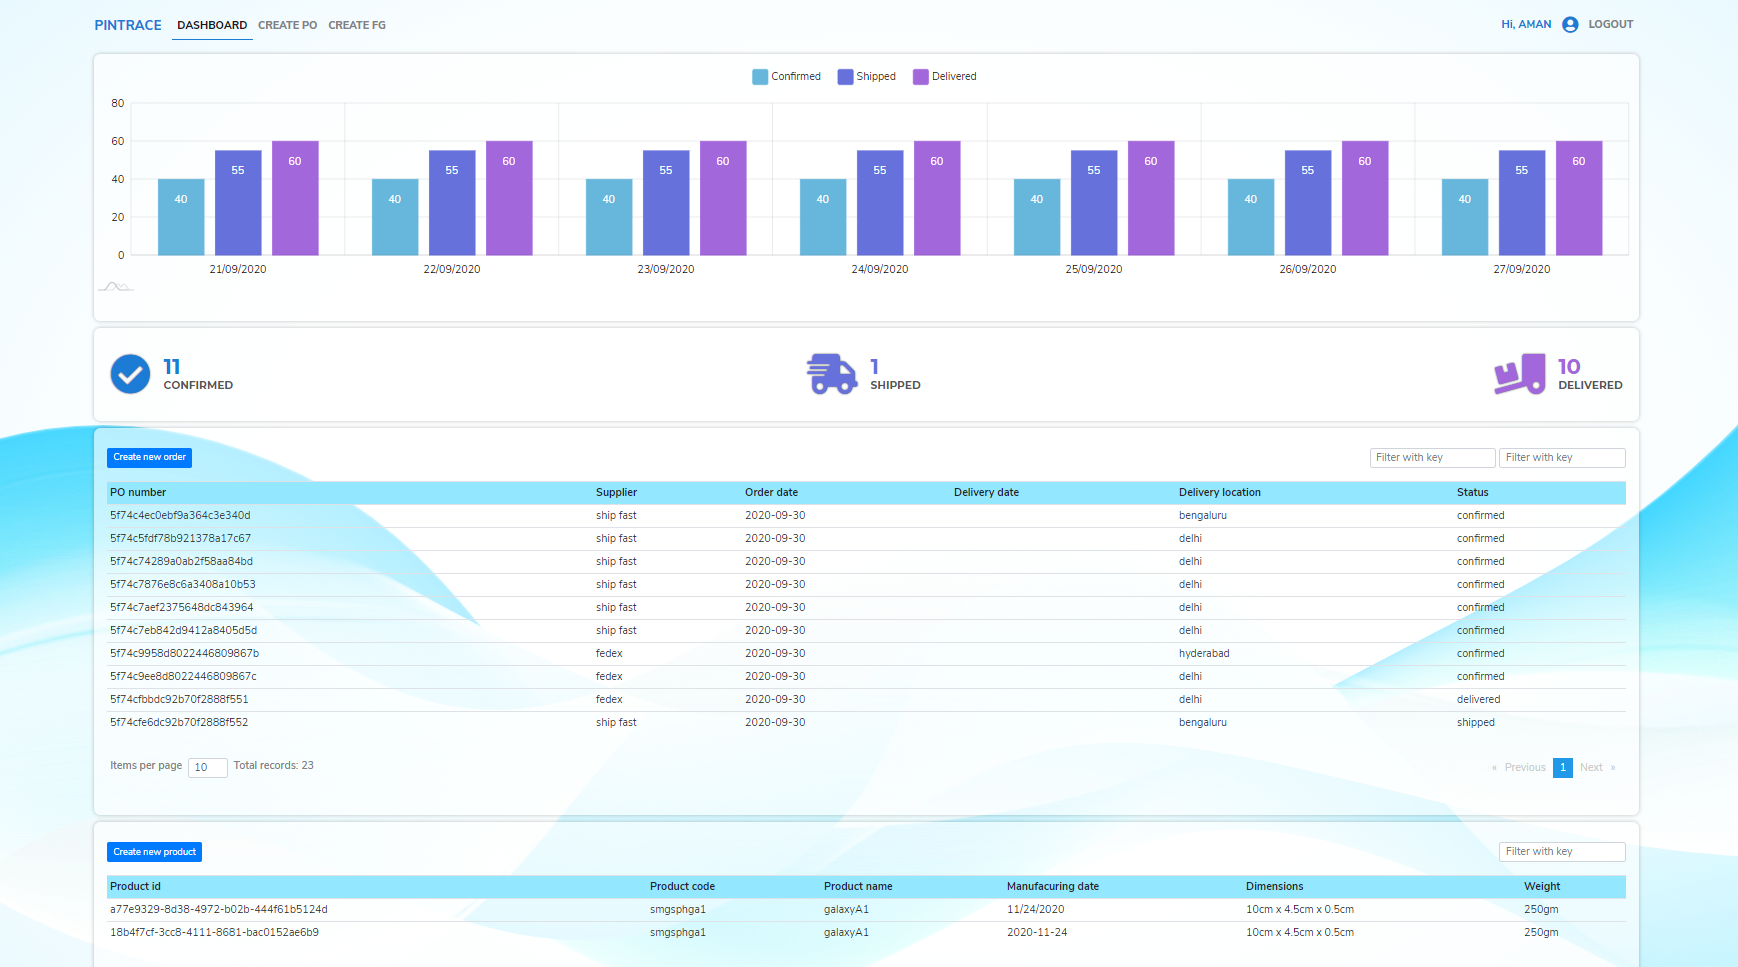 PINTRACE DASHBOARD CREATE PO CREATE FG Hi, AMAN LOGOUT
Confirmed Shipped Delivered
80
60
40
20
0
40 55 60 40 55 60 40 55 60 40 55 60 40 55 60 40 55 60 40 55 60
21/09/2020 22/09/2020 23/09/2020 24/09/2020 25/09/2020 26/09/2020 27/09/2020
11 CONFIRMED
1 SHIPPED
10 DELIVERED
Create new order Filter with key Filter with key
PO number Supplier Order date Delivery date Delivery location Status
5f74c4ec0ebf9a364c3e340d ship fast 2020-09-30 bengaluru confirmed
5f74c5fdf78b921378a17c67 ship fast 2020-09-30 delhi confirmed
5f74c74289a0ab2f58aa84bd ship fast 2020-09-30 delhi confirmed
5f74c7876e8c6a3408a10b53 ship fast 2020-09-30 delhi confirmed
5f74c7aef2375648dc843964 ship fast 2020-09-30 delhi confirmed
5f74c7eb842d9412a8405d5d ship fast 2020-09-30 delhi confirmed
5f74c9958d8022446809867b fedex 2020-09-30 hyderabad confirmed
5f74c9ee8d8022446809867c fedex 2020-09-30 delhi confirmed
5f74cfbbdc92b70f2888f551 fedex 2020-09-30 delhi delivered
5f74cfe6dc92b70f2888f552 ship fast 2020-09-30 bengaluru shipped
Items per page 10 Total records: 23 « Previous 1 Next »
Create new product Filter with key
Product id Product code Product name Manufacuring date Dimensions Weight
a77e9329-8d38-4972-b02b-444f61b5124d smgsphga1 galaxyA1 11/24/2020 10cm x 4.5cm x 0.5cm 250gm
18b4f7cf-3cc8-4111-8681-bac0152ae6b9 smgsphga1 galaxyA1 2020-11-24 10cm x 4.5cm x 0.5cm 250gm